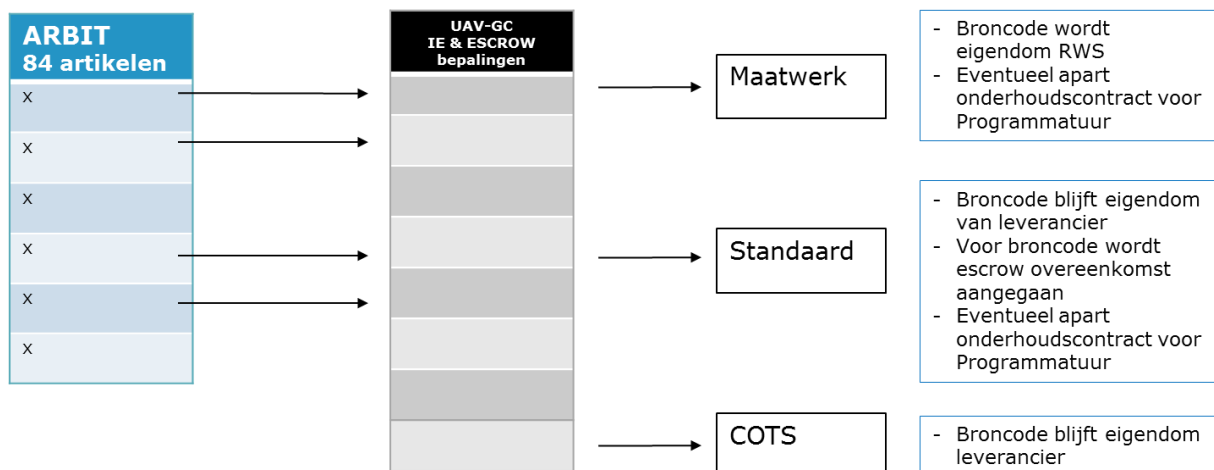 ARBIT
84 artikelen
x
x
x
x
x
x
UAV-GC
IE & ESCROW
bepalingen
Maatwerk
- Broncode wordt
eigendom RWS
- Eventueel apart
onderhoudscontract voor
Programmatuur
Standaard
- Broncode blijft eigendom
van leverancier
- Voor broncode wordt
escrow overeenkomst
aangegaan
- Eventueel apart
onderhoudscontract voor
Programmatuur
COTS
- Broncode blijft eigendom
leverancier